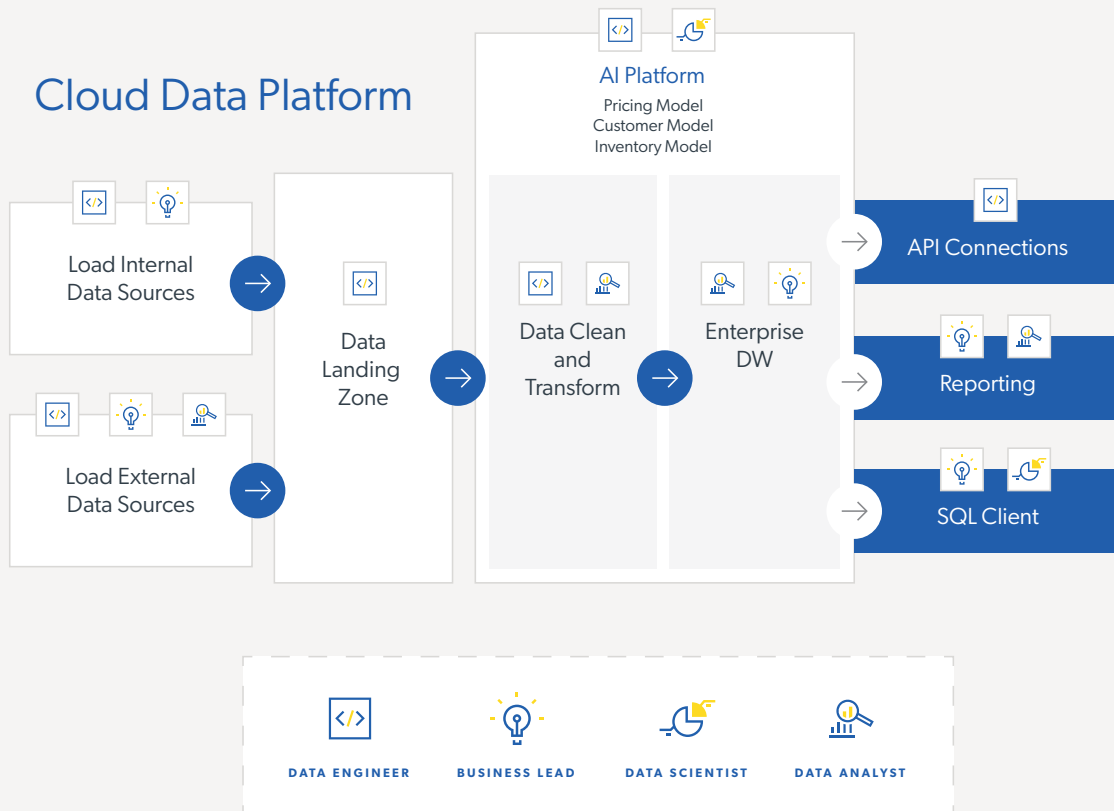 Cloud Data Platform
AI Platform
Pricing Model
Customer Model
Inventory Model
Load Internal
Data Sources
Load External
Data Sources
Data
Landing
Zone
Data Clean
and
Transform
Enterprise
DW
API Connections
Reporting
SQL Client
DATA ENGINEER
BUSINESS LEAD
DATA SCIENTIST
DATA ANALYST